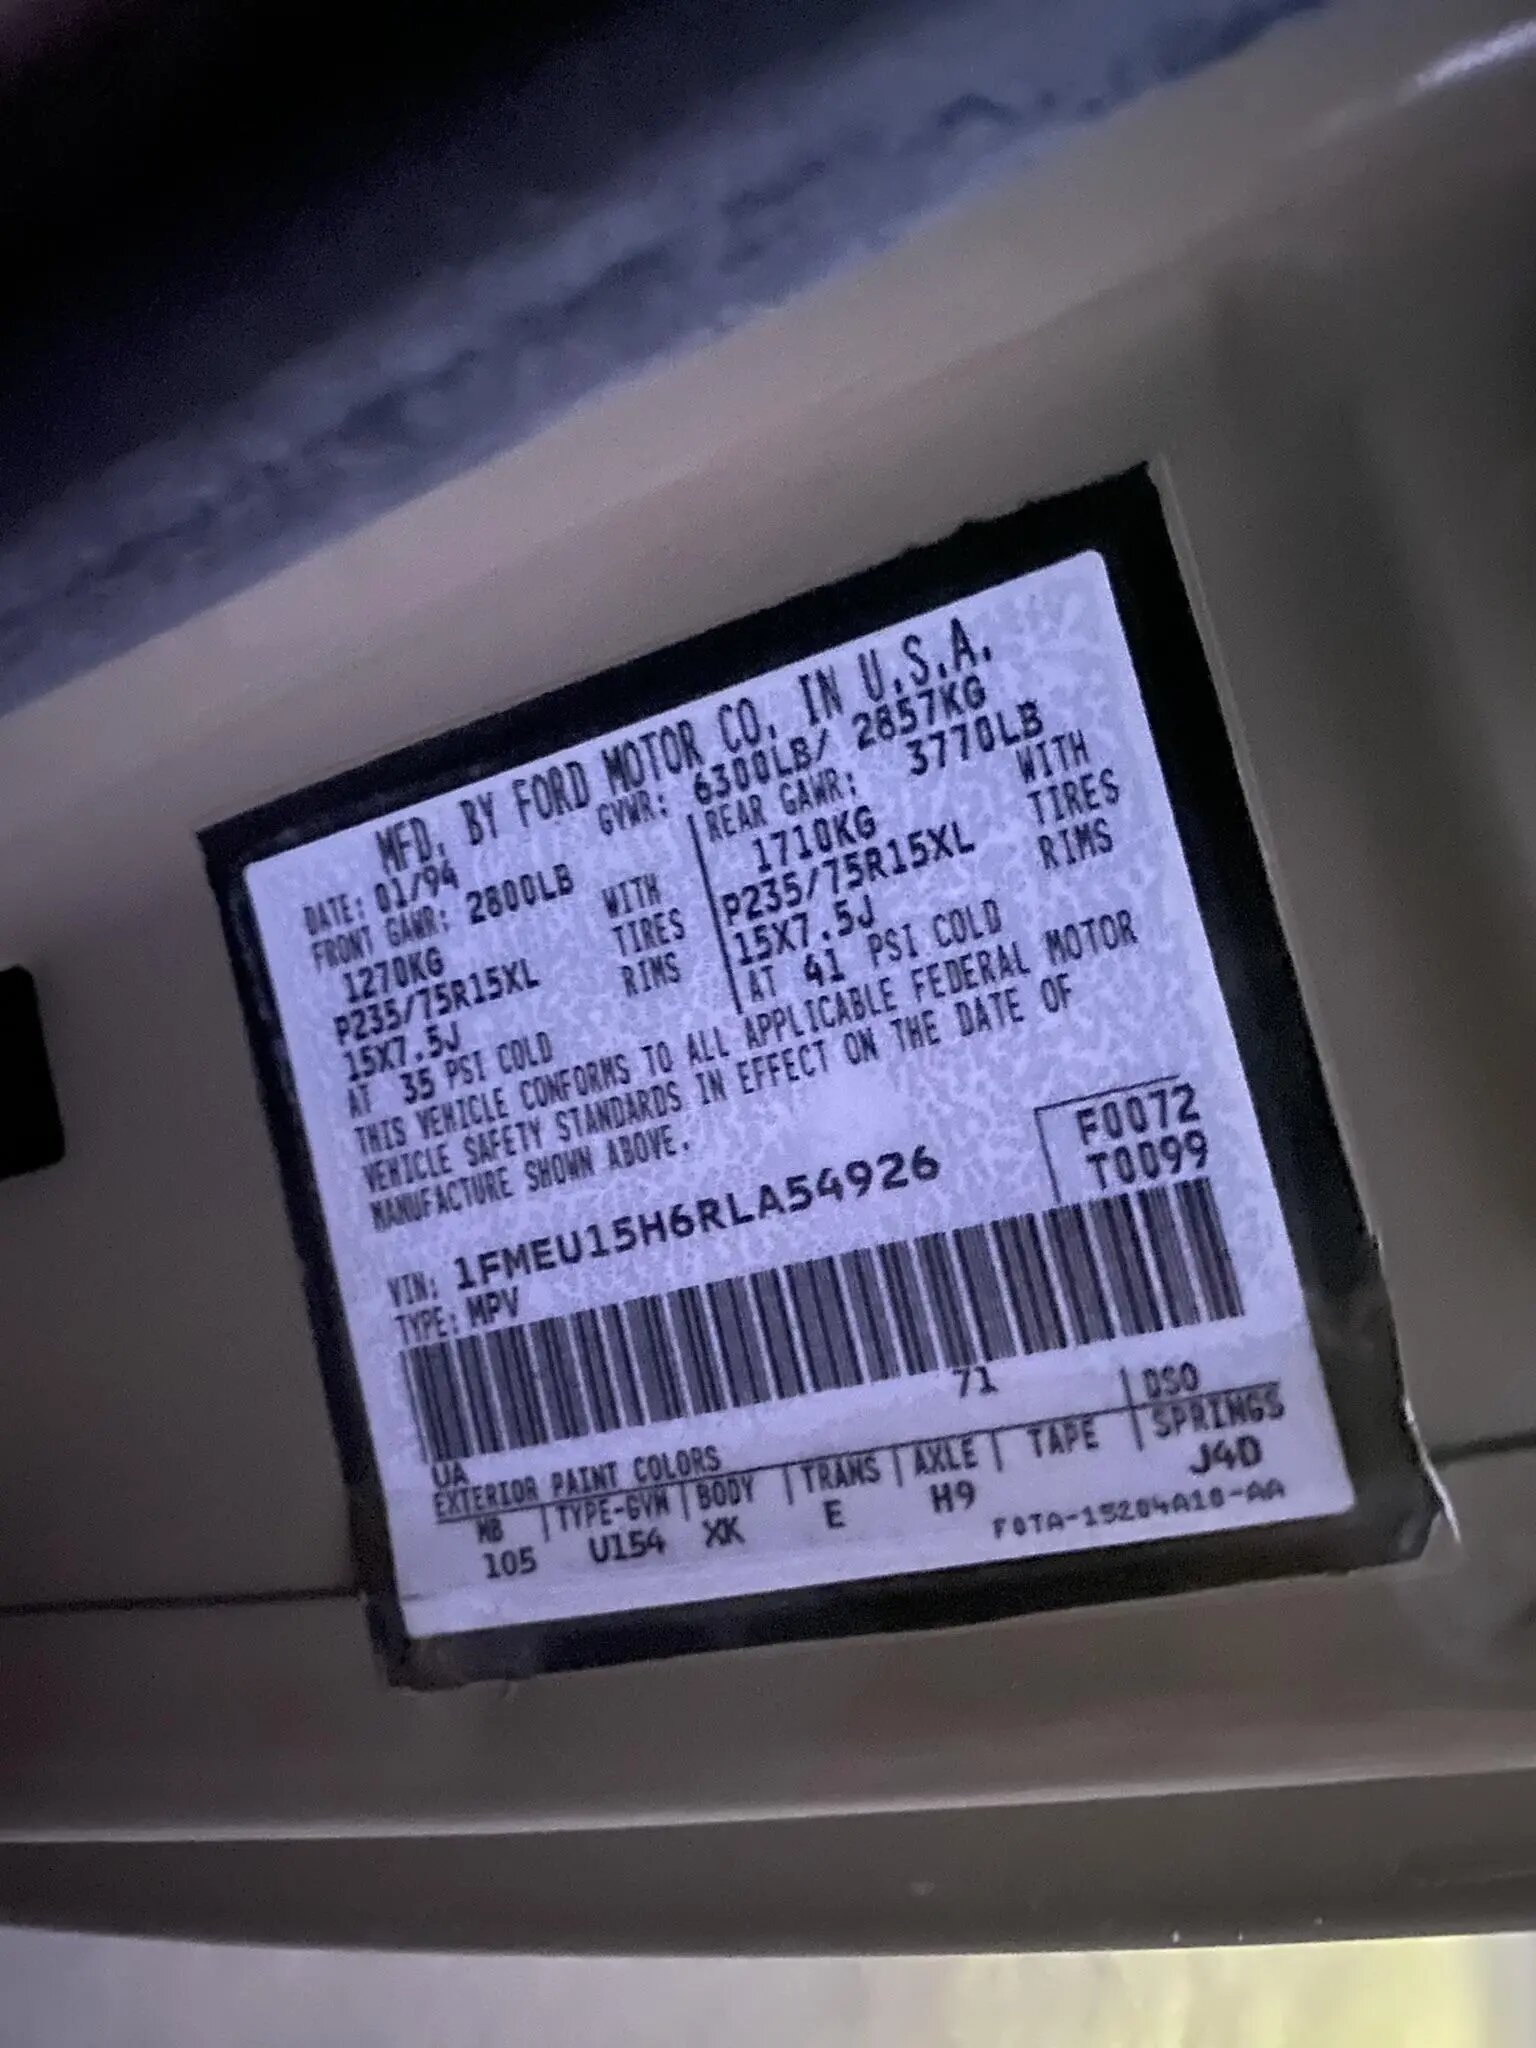 MFD. BY FORD MOTOR CO. IN U.S.A.
DATE: 01/94 GVWR: 6300LB/ 2857KG
FRONT GAWR: 2800LB
1270KG WITH
P235/75R15XL TIRES
15X7.5J RIMS
AT 35 PSI COLD
REAR GAWR: 3770LB
1710KG WITH
P235/75R15XL TIRES
15X7.5J RIMS
AT 41 PSI COLD
THIS VEHICLE CONFORMS TO ALL APPLICABLE FEDERAL MOTOR
VEHICLE SAFETY STANDARDS IN EFFECT ON THE DATE OF
MANUFACTURE SHOWN ABOVE.
F0072
T0099
VIN: 1FMEU15H6RLA54926
TYPE: MPV
UA 71
EXTERIOR PAINT COLORS DSO
WB TYPE-GVW BODY TRANS AXLE TAPE SPRINGS
105 U154 XK E H9 J4D
F0TA-15204A10-AA